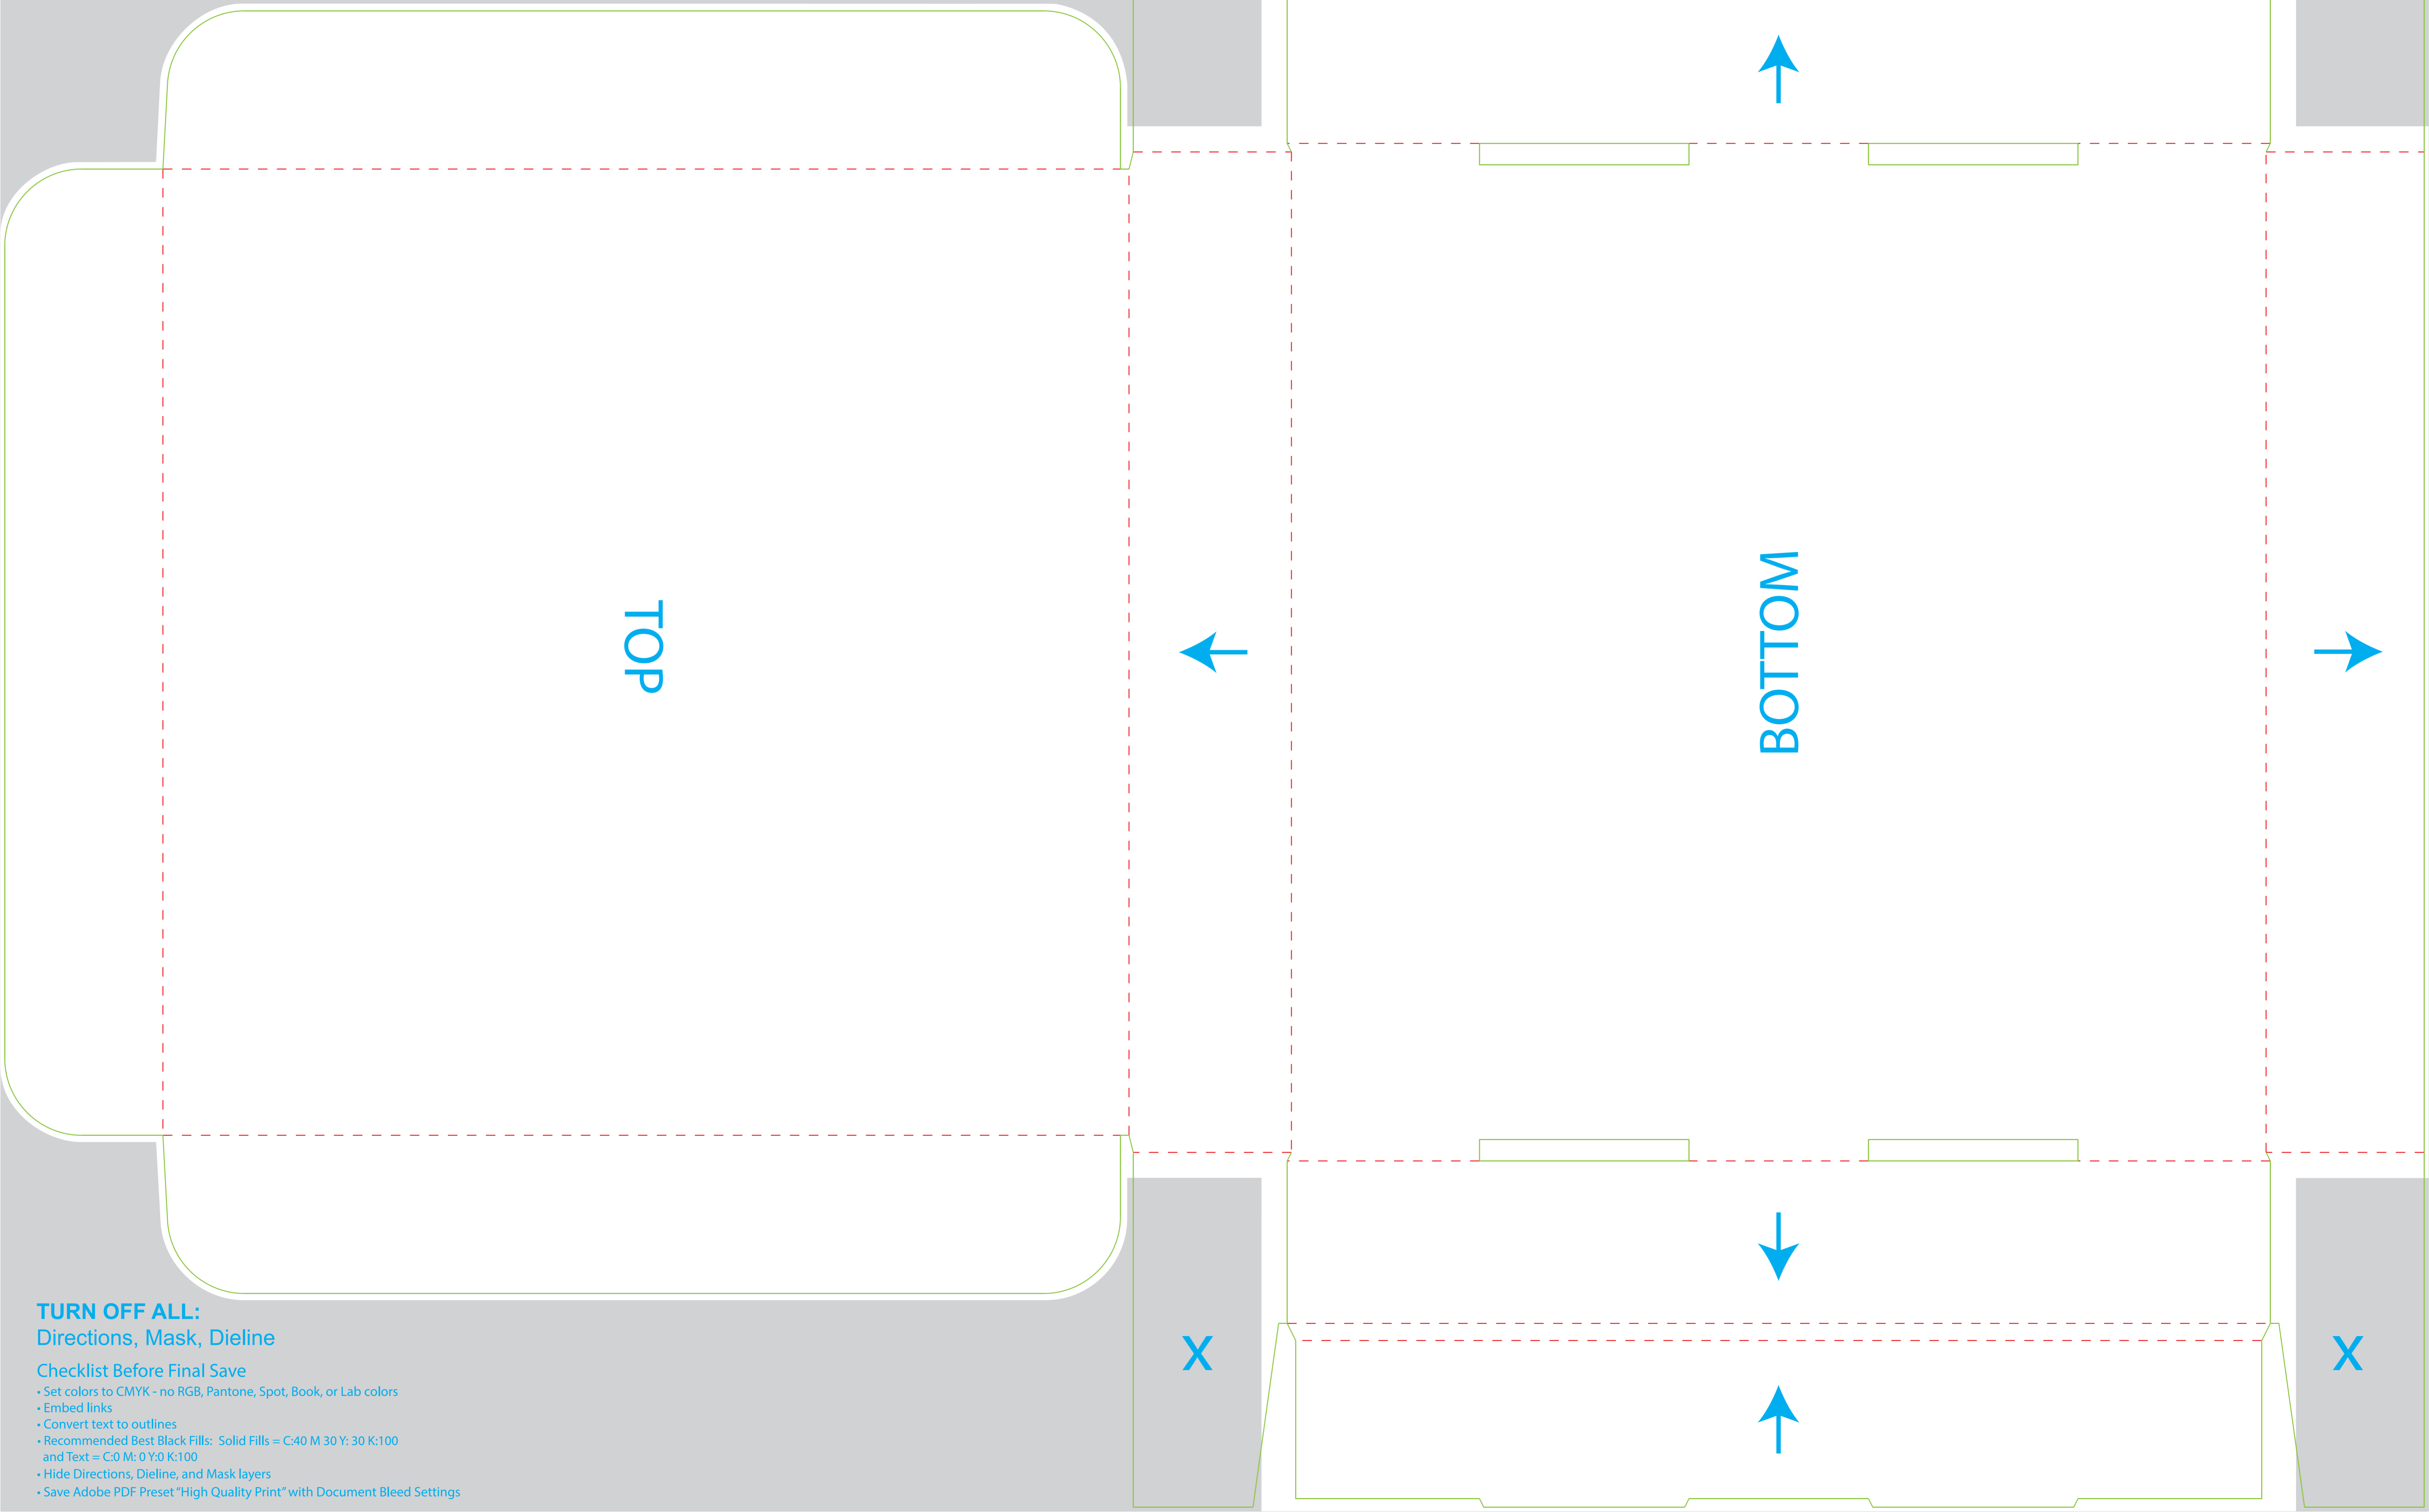 TOP
BOTTOM
X
X
TURN OFF ALL:
Directions, Mask, Dieline
Checklist Before Final Save
• Set colors to CMYK - no RGB, Pantone, Spot, Book, or Lab colors
• Embed links
• Convert text to outlines
• Recommended Best Black Fills:  Solid Fills = C:40 M 30 Y: 30 K:100
and Text = C:0 M: 0 Y:0 K:100
• Hide Directions, Dieline, and Mask layers
• Save Adobe PDF Preset “High Quality Print” with Document Bleed Settings